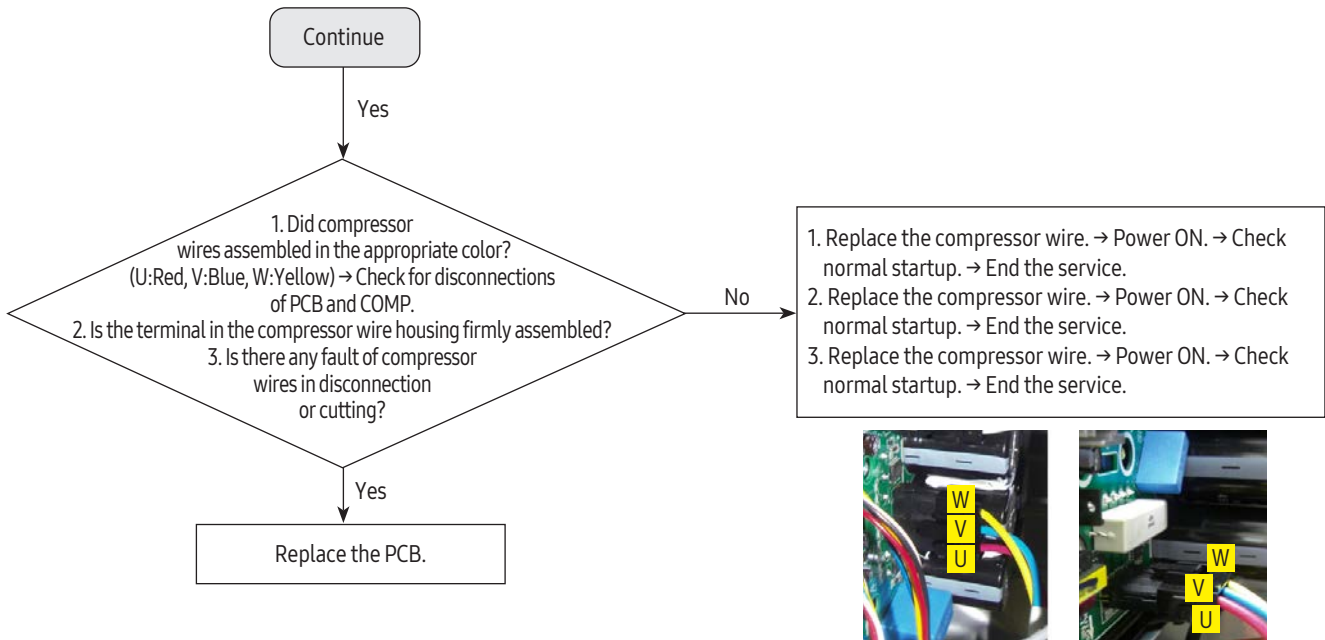 Continue
Yes
1. Did compressor
wires assembled in the appropriate color?
(U:Red, V:Blue, W:Yellow) → Check for disconnections
of PCB and COMP.
2. Is the terminal in the compressor wire housing firmly assembled?
3. Is there any fault of compressor
wires in disconnection
or cutting?
No
1. Replace the compressor wire. → Power ON. → Check
normal startup. → End the service.
2. Replace the compressor wire. → Power ON. → Check
normal startup. → End the service.
3. Replace the compressor wire. → Power ON. → Check
normal startup. → End the service.
Yes
Replace the PCB.
W
V
U
W
V
U